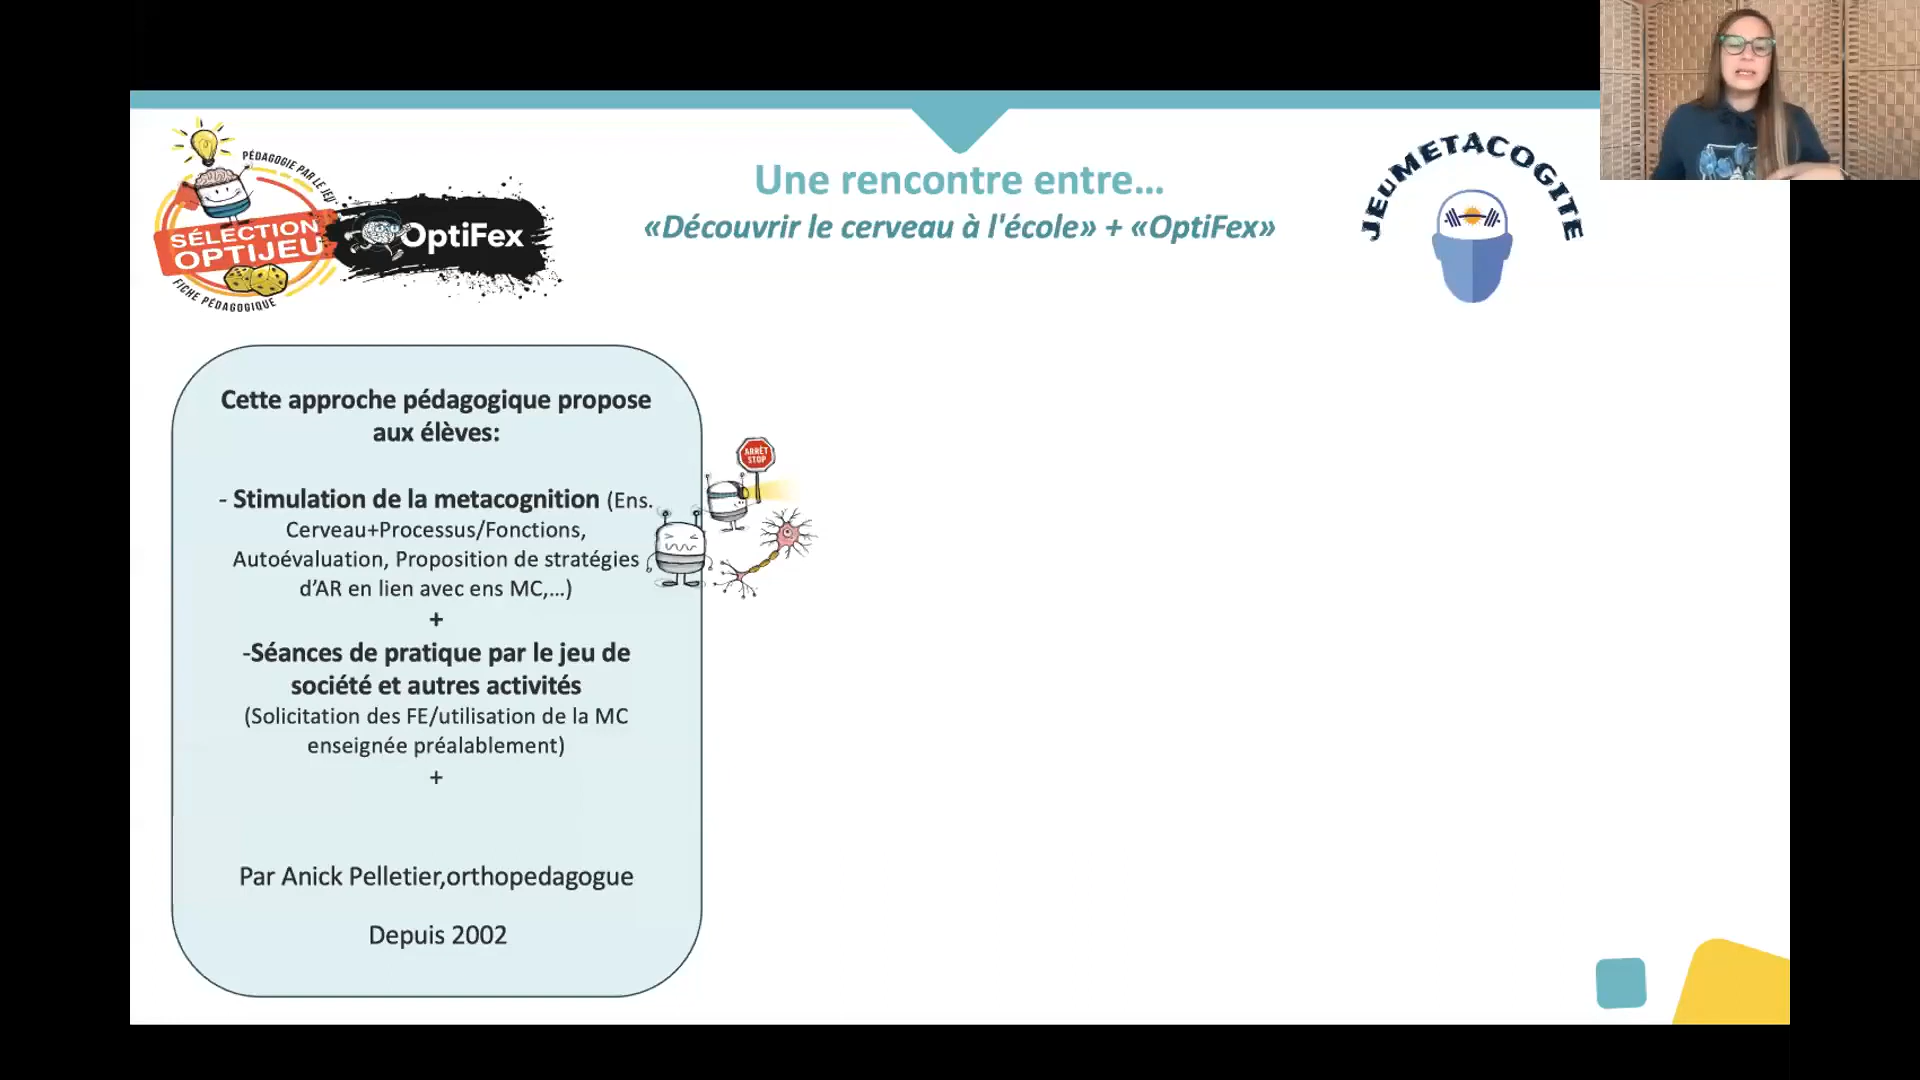 PÉDAGOGIE PAR LE JEU
SÉLECTION
OPTIJEU
FICHE PÉDAGOGIQUE
OptiFex
Une rencontre entre...
«Découvrir le cerveau à l'école» + «OptiFex»
JEUMETACOGITE
Cette approche pédagogique propose
aux élèves:
- Stimulation de la metacognition (Ens.
Cerveau+Processus/Fonctions,
Autoévaluation, Proposition de stratégies
d’AR en lien avec ens MC,...)
+
-Séances de pratique par le jeu de
société et autres activités
(Solicitation des FE/utilisation de la MC
enseignée préalablement)
+
Par Anick Pelletier,orthopedagogue
Depuis 2002
ARRÊT
STOP